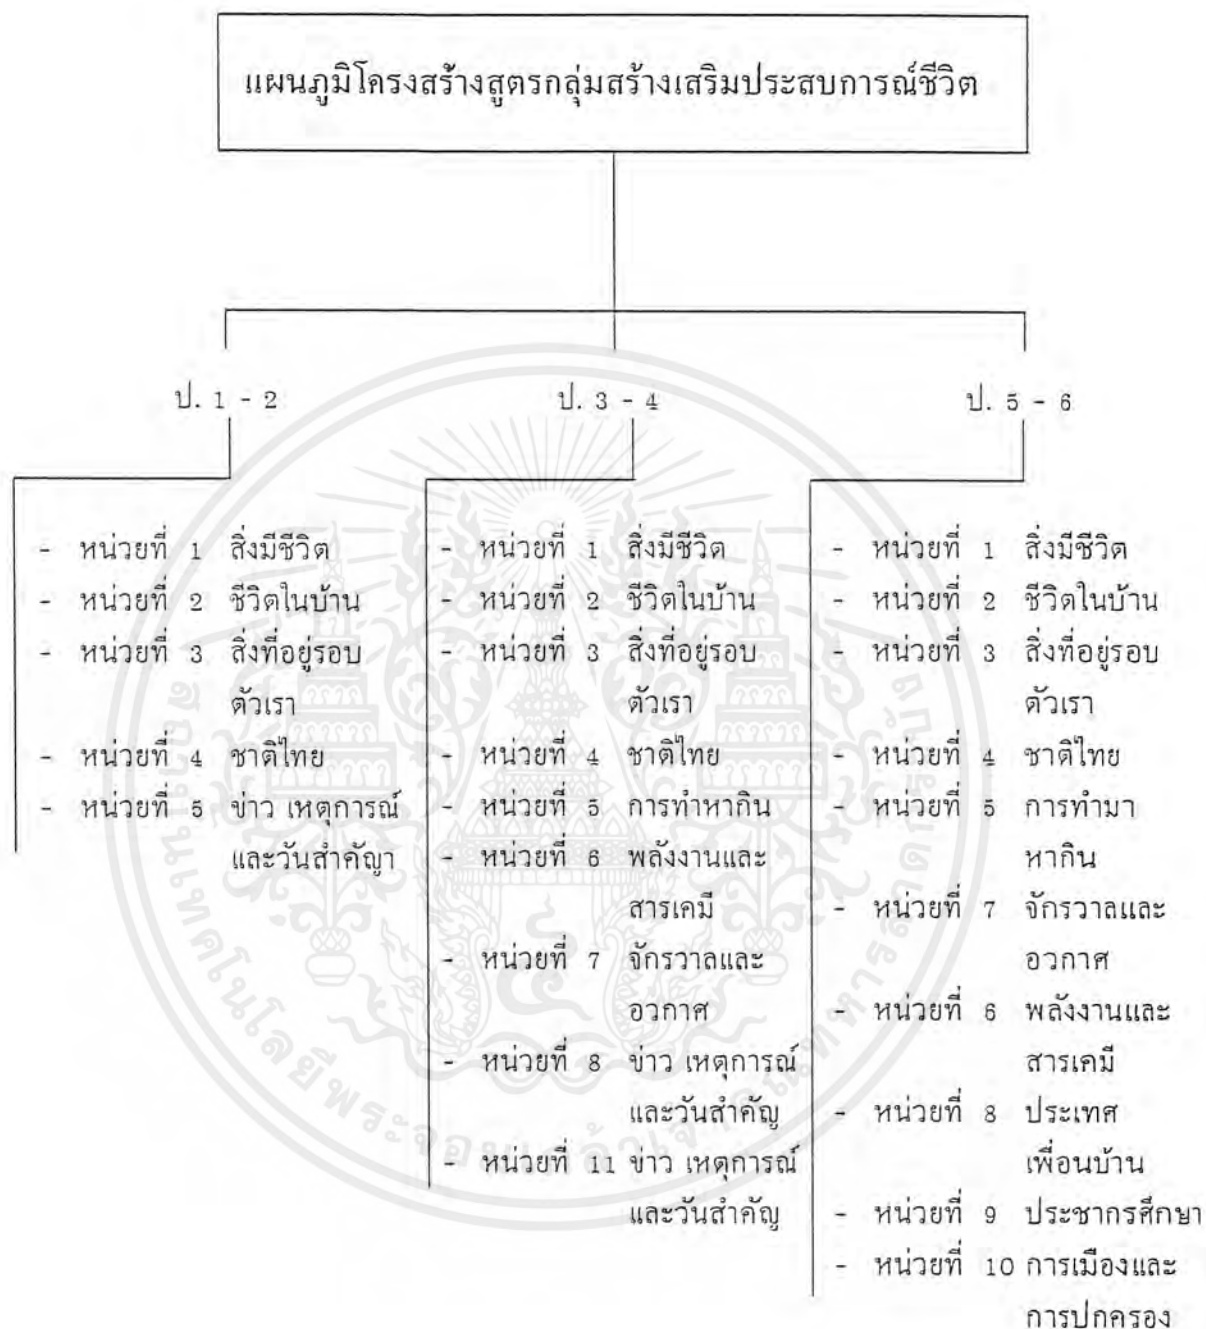 แผนภูมิโครงสร้างสูตรกลุ่มสร้างเสริมประสบการณ์ชีวิต
ป. 1 - 2
- หน่วยที่ 1 สิ่งมีชีวิต
- หน่วยที่ 2 ชีวิตในบ้าน
- หน่วยที่ 3 สิ่งที่อยู่รอบ
ตัวเรา
- หน่วยที่ 4 ชาติไทย
- หน่วยที่ 5 ข่าว เหตุการณ์
และวันสำคัญา
ป. 3 - 4
- หน่วยที่ 1 สิ่งมีชีวิต
- หน่วยที่ 2 ชีวิตในบ้าน
- หน่วยที่ 3 สิ่งที่อยู่รอบ
ตัวเรา
- หน่วยที่ 4 ชาติไทย
- หน่วยที่ 5 การทำหากิน
- หน่วยที่ 6 พลังงานและ
สารเคมี
- หน่วยที่ 7 จักรวาลและ
อวกาศ
- หน่วยที่ 8 ข่าว เหตุการณ์
และวันสำคัญ
- หน่วยที่ 11 ข่าว เหตุการณ์
และวันสำคัญ
ป. 5 - 6
- หน่วยที่ 1 สิ่งมีชีวิต
- หน่วยที่ 2 ชีวิตในบ้าน
- หน่วยที่ 3 สิ่งที่อยู่รอบ
ตัวเรา
- หน่วยที่ 4 ชาติไทย
- หน่วยที่ 5 การทำมา
หากิน
- หน่วยที่ 7 จักรวาลและ
อวกาศ
- หน่วยที่ 6 พลังงานและ
สารเคมี
- หน่วยที่ 8 ประเทศ
เพื่อนบ้าน
- หน่วยที่ 9 ประชากรศึกษา
- หน่วยที่ 10 การเมืองและ
การปกครอง